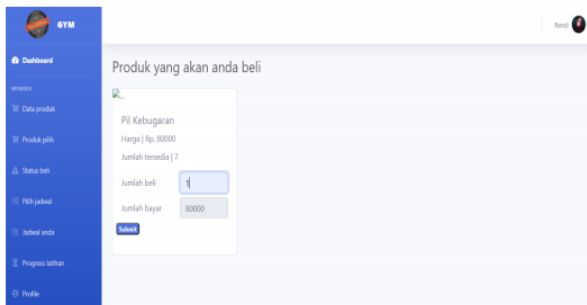 GYM
Rendi
Dashboard
Produk yang akan anda beli
Data produk
Pil Kebugaran
Harga | Rp. 80000
Produk pilih
Jumlah tersedia | 7
Status beli
Jumlah beli
1
Pilih jadwal
Jumlah bayar
80000
Submit
Jadwal anda
Progress latihan
Profile